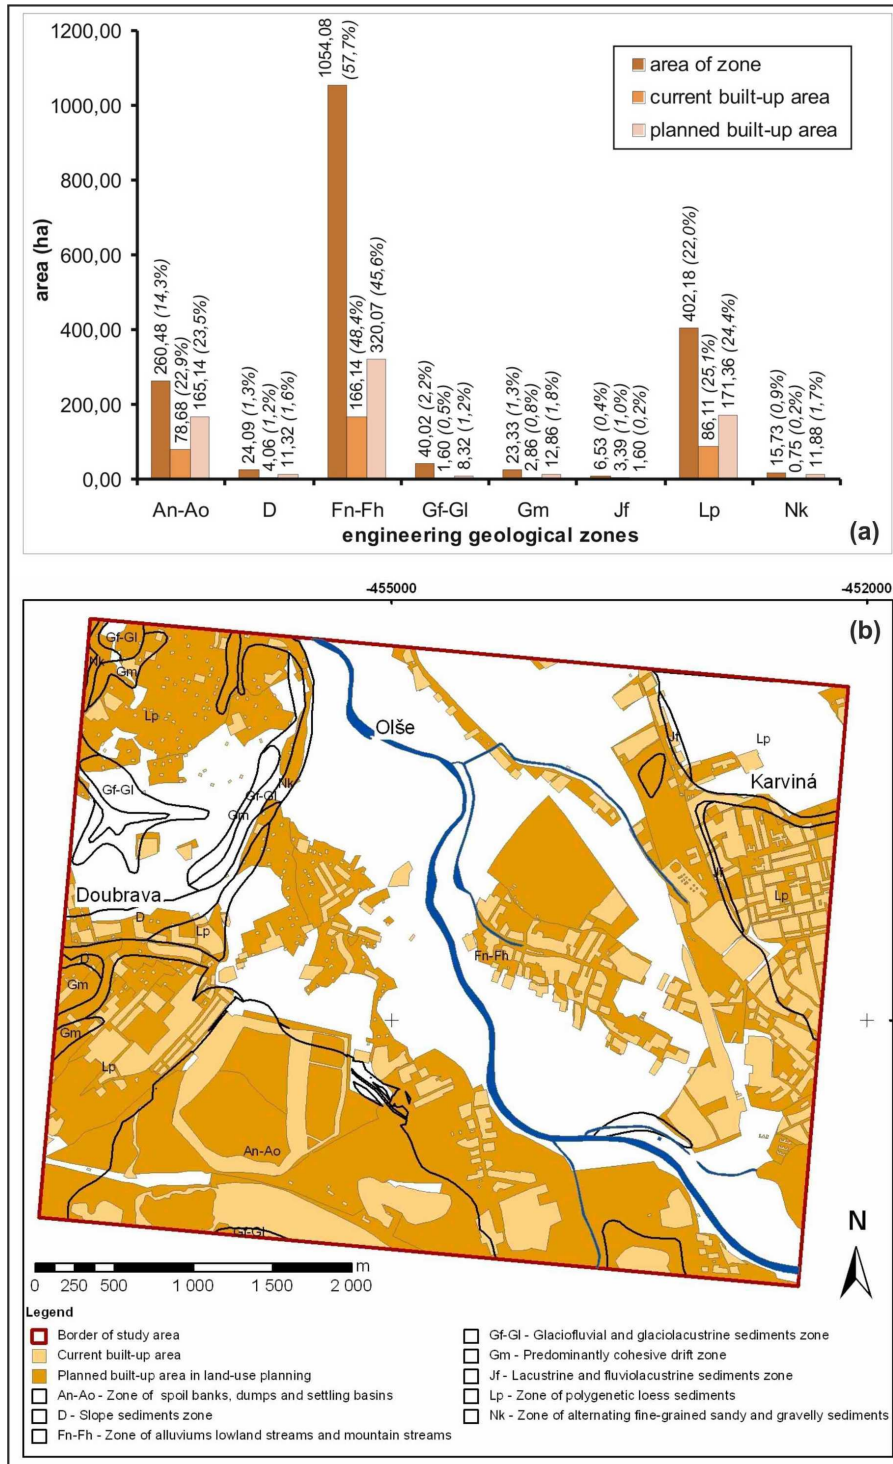 1200,00
1000,00
800,00
600,00
400,00
200,00
0,00
area (ha)
area of zone
current built-up area
planned built-up area
260,48 (14,3%)
78,68 (22,9%)
165,14 (23,5%)
24,09 (1,3%)
4,06 (1,2%)
11,32 (1,6%)
1054,08 (57,7%)
166,14 (48,4%)
320,07 (45,6%)
40,02 (2,2%)
1,60 (0,5%)
8,32 (1,2%)
23,33 (1,3%)
2,86 (0,8%)
12,86 (1,8%)
6,53 (0,4%)
3,39 (1,0%)
1,60 (0,2%)
402,18 (22,0%)
86,11 (25,1%)
171,36 (24,4%)
15,73 (0,9%)
0,75 (0,2%)
11,88 (1,7%)
An-Ao D Fn-Fh Gf-Gl Gm Jf Lp Nk
engineering geological zones
(a)
-455000 -452000
(b)
Gf-Gl
Nk
Gm
Lp
Olše
Jf
Lp
Karviná
Gf-Gl
Gf-Gl
Nk
Gm
Doubrava
D
Lp
Jf
Lp
Fn-Fh
D
Gm
Gm
Lp
An-Ao
Gf-Gl
N
0 250 500 1 000 1 500 2 000 m
Legend
Border of study area
Current built-up area
Planned built-up area in land-use planning
An-Ao - Zone of spoil banks, dumps and settling basins
D - Slope sediments zone
Fn-Fh - Zone of alluviums lowland streams and mountain streams
Gf-Gl - Glaciofluvial and glaciolacustrine sediments zone
Gm - Predominantly cohesive drift zone
Jf - Lacustrine and fluviolacustrine sediments zone
Lp - Zone of polygenetic loess sediments
Nk - Zone of alternating fine-grained sandy and gravelly sediments